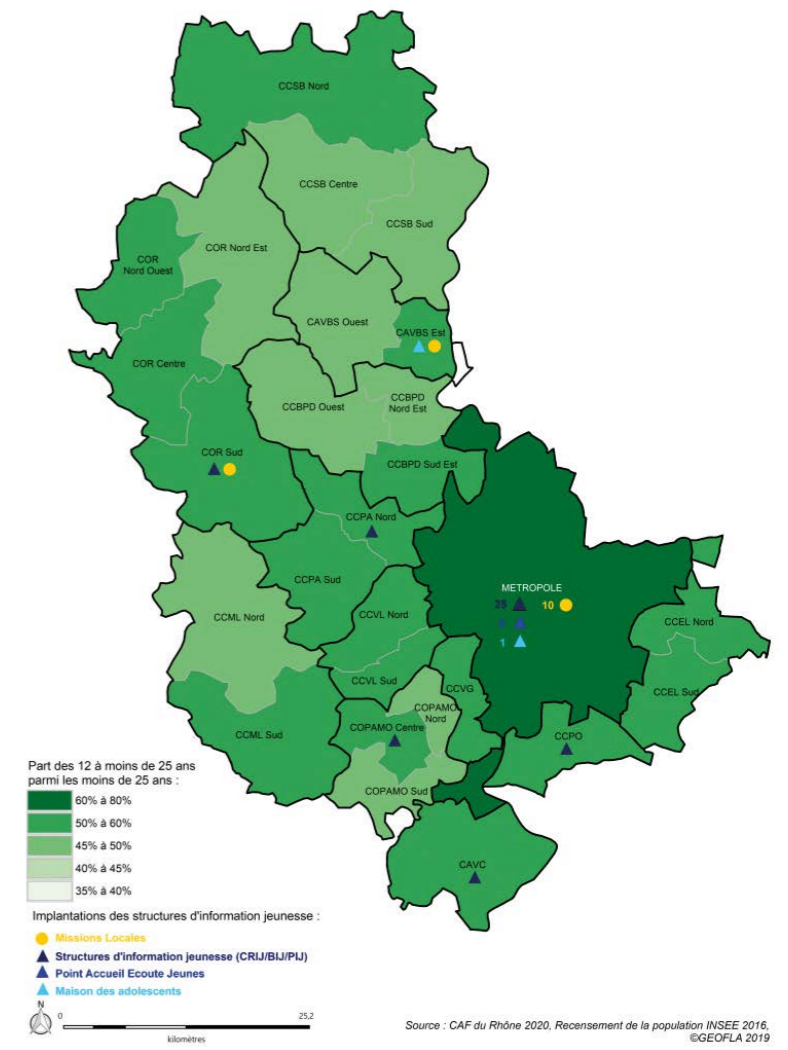 CCSB Nord
CCSB Centre
CCSB Sud
COR Nord Est
COR
Nord Ouest
CAVBS Ouest
CAVBS Est
COR Centre
CCBPD
Nord Est
CCBPD Ouest
COR Sud
CCBPD Sud Est
CCPA Nord
CCPA Sud
METROPOLE
10
1
CCML Nord
CCVL Nord
CCEL Nord
CCVL Sud
CCVG
CCEL Sud
COPAMO
Nord
COPAMO Centre
CCML Sud
CCPO
COPAMO Sud
CAVC
Part des 12 à moins de 25 ans
parmi les moins de 25 ans :
60% à 80%
50% à 60%
45% à 50%
40% à 45%
35% à 40%
Implantations des structures d'information jeunesse :
Missions Locales
Structures d'information jeunesse (CRIJ/BIJ/PIJ)
Point Accueil Ecoute Jeunes
Maison des adolescents
N
0
25,2
kilomètres
Source : CAF du Rhône 2020, Recensement de la population INSEE 2016,
©GEOFLA 2019